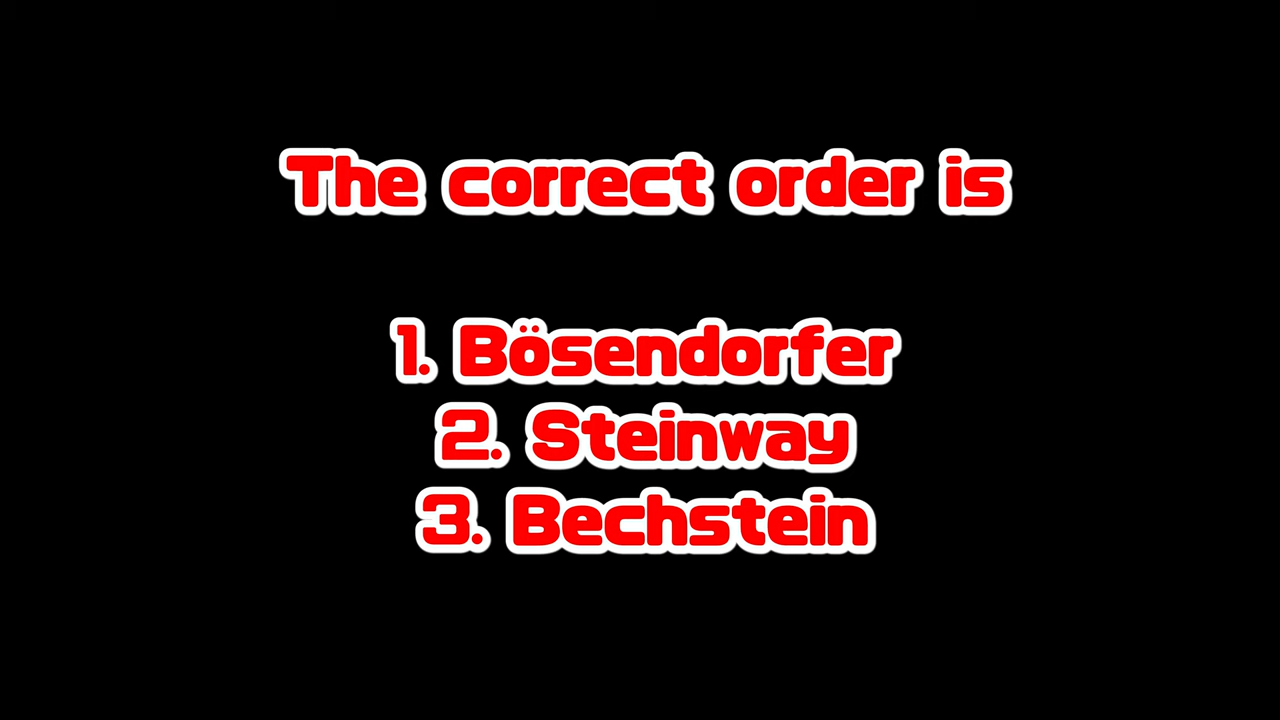 The correct order is
1. Bösendorfer
2. Steinway
3. Bechstein